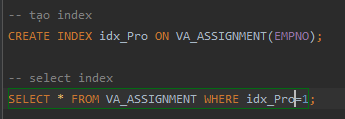 -- tạo index
CREATE INDEX idx_Pro ON VA_ASSIGNMENT(EMPNO);
-- select index
SELECT * FROM VA_ASSIGNMENT WHERE idx_Pro=1;